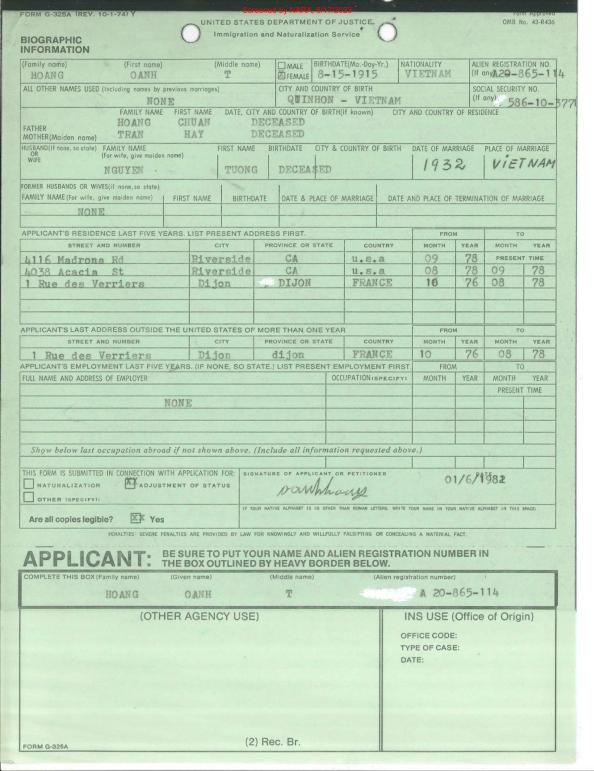 FORM G-325A (REV. 10-1-74) Y
Form Approved
OMB No. 43-R436
UNITED STATES DEPARTMENT OF JUSTICE
Immigration and Naturalization Service
BIOGRAPHIC
INFORMATION
(Family name) (First name) (Middle name) MALE BIRTHDATE(Mo.-Day-Yr.) NATIONALITY ALIEN REGISTRATION NO.
HOANG OANH T X FEMALE 8-15-1915 VIETNAM (If any) A20-865-114
ALL OTHER NAMES USED (Including names by previous marriages) CITY AND COUNTRY OF BIRTH SOCIAL SECURITY NO.
NONE QUINHON - VIETNAM (If any) 586-10-3771
FAMILY NAME FIRST NAME DATE, CITY AND COUNTRY OF BIRTH(If known) CITY AND COUNTRY OF RESIDENCE
FATHER HOANG CHUAN DECEASED
MOTHER(Maiden name) TRAN HAY DECEASED
HUSBAND(If none, so state) OR WIFE FAMILY NAME (For wife, give maiden name) FIRST NAME BIRTHDATE CITY & COUNTRY OF BIRTH DATE OF MARRIAGE PLACE OF MARRIAGE
NGUYEN TUONG DECEASED 1932 VIETNAM
FORMER HUSBANDS OR WIVES(if none, so state)
FAMILY NAME (For wife, give maiden name) FIRST NAME BIRTHDATE DATE & PLACE OF MARRIAGE DATE AND PLACE OF TERMINATION OF MARRIAGE
NONE
APPLICANT'S RESIDENCE LAST FIVE YEARS. LIST PRESENT ADDRESS FIRST. FROM TO
STREET AND NUMBER CITY PROVINCE OR STATE COUNTRY MONTH YEAR MONTH YEAR
4116 Madrona Rd Riverside CA u.s.a 09 78 PRESENT TIME
4038 Acacia St Riverside CA u.s.a 08 78 09 78
1 Rue des Verriers Dijon DIJON FRANCE 10 76 08 78
APPLICANT'S LAST ADDRESS OUTSIDE THE UNITED STATES OF MORE THAN ONE YEAR FROM TO
STREET AND NUMBER CITY PROVINCE OR STATE COUNTRY MONTH YEAR MONTH YEAR
1 Rue des Verriers Dijon dijon FRANCE 10 76 08 78
APPLICANT'S EMPLOYMENT LAST FIVE YEARS. (IF NONE, SO STATE.) LIST PRESENT EMPLOYMENT FIRST FROM TO
FULL NAME AND ADDRESS OF EMPLOYER OCCUPATION(SPECIFY) MONTH YEAR MONTH YEAR
PRESENT TIME
NONE
Show below last occupation abroad if not shown above. (Include all information requested above.)
THIS FORM IS SUBMITTED IN CONNECTION WITH APPLICATION FOR: SIGNATURE OF APPLICANT OR PETITIONER DATE
NATURALIZATION XX ADJUSTMENT OF STATUS 01/6/1982
OTHER (SPECIFY):
IF YOUR NATIVE ALPHABET IS IN OTHER THAN ROMAN LETTERS, WRITE YOUR NAME IN YOUR NATIVE ALPHABET IN THIS SPACE:
Are all copies legible? XX Yes
PENALTIES: SEVERE PENALTIES ARE PROVIDED BY LAW FOR KNOWINGLY AND WILLFULLY FALSIFYING OR CONCEALING A MATERIAL FACT.
APPLICANT: BE SURE TO PUT YOUR NAME AND ALIEN REGISTRATION NUMBER IN
THE BOX OUTLINED BY HEAVY BORDER BELOW.
COMPLETE THIS BOX (Family name) (Given name) (Middle name) (Alien registration number)
HOANG OANH T A 20-865-114
(OTHER AGENCY USE) INS USE (Office of Origin)
OFFICE CODE:
TYPE OF CASE:
DATE:
FORM G-325A (2) Rec. Br.